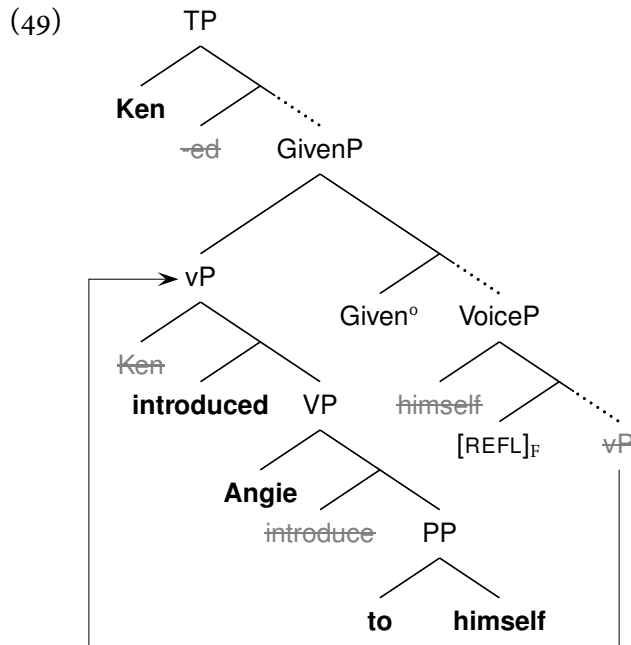 (49) TP
Ken
-ed GivenP
vP Given° VoiceP
Ken
introduced VP himself
[REFL]F vP
Angie
introduce PP
to himself